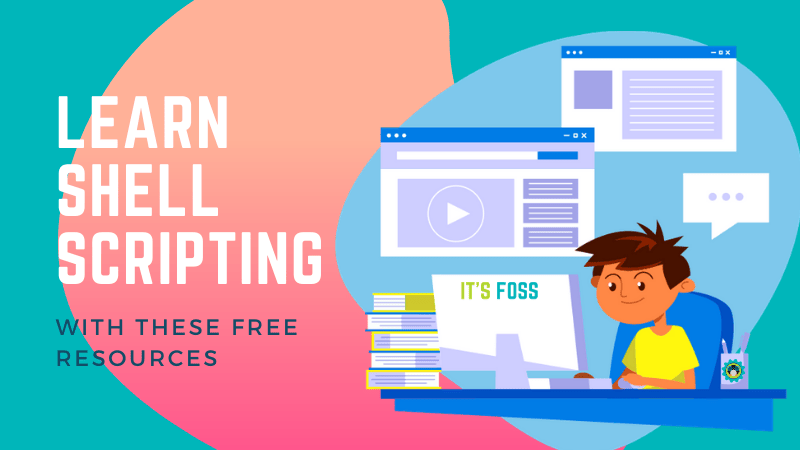 LEARN
SHELL
SCRIPTING
WITH THESE FREE
RESOURCES
IT'S FOSS